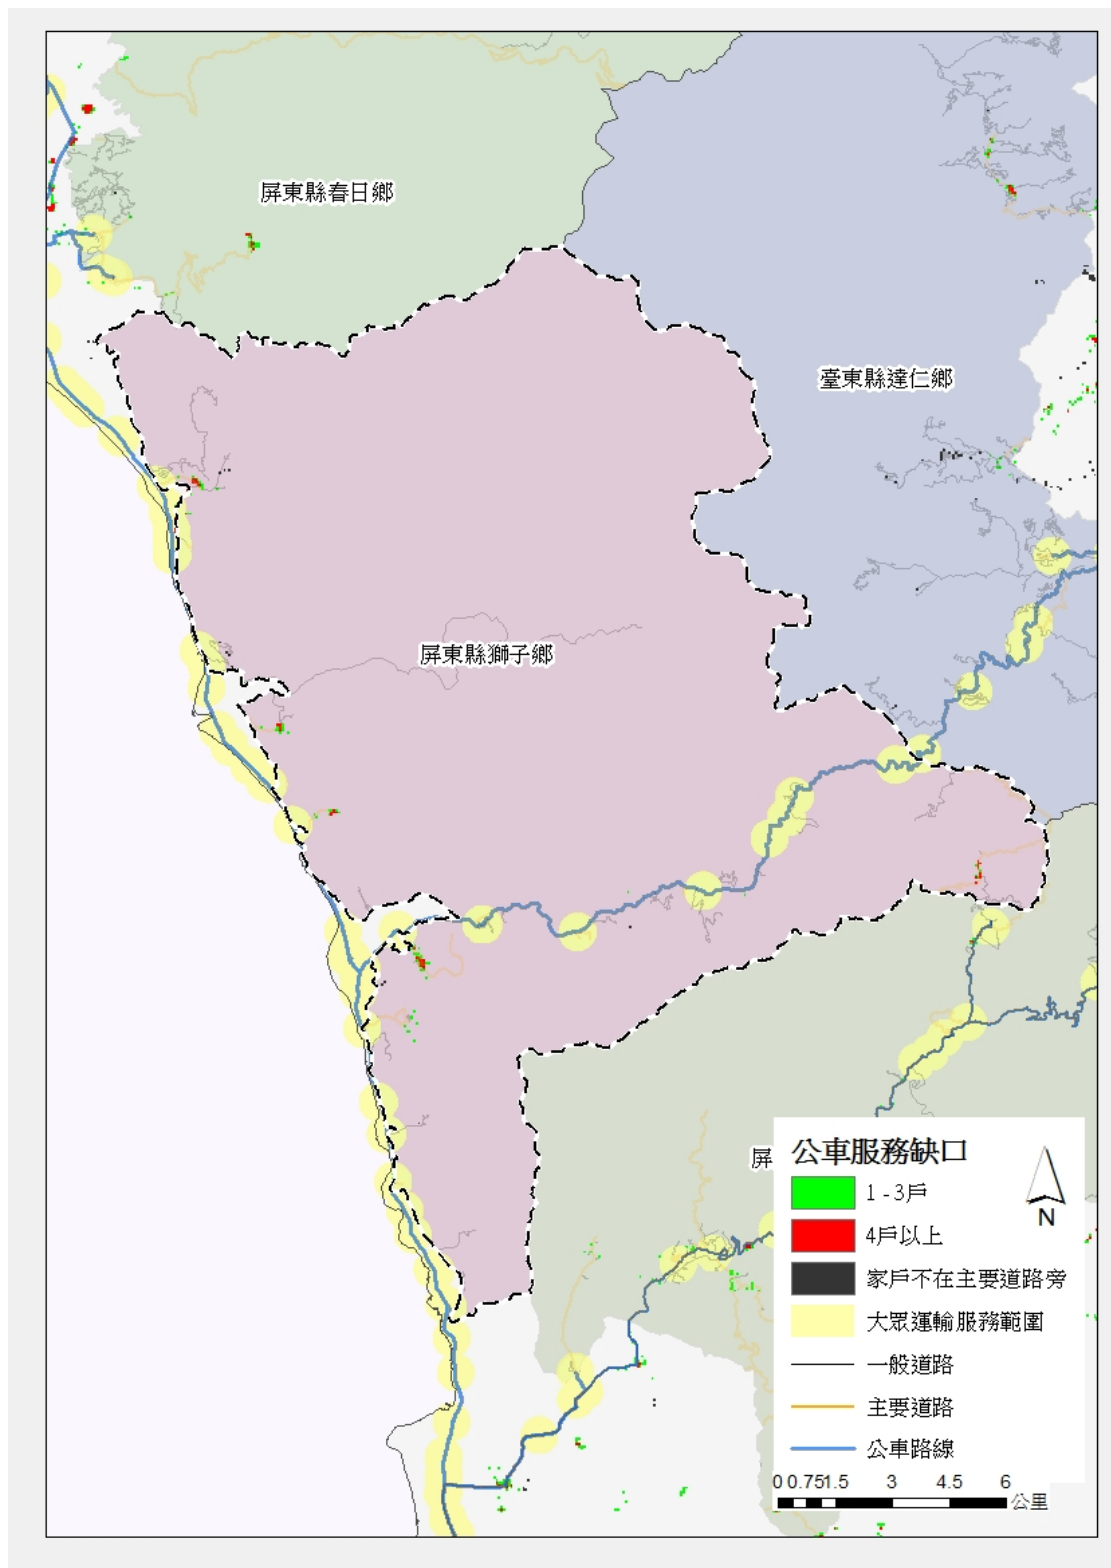 屏東縣春日鄉
臺東縣達仁鄉
屏東縣獅子鄉
屏
公車服務缺口
1 - 3戶
4戶以上
家戶不在主要道路旁
大眾運輸服務範圍
一般道路
主要道路
公車路線
N
0 0.751.5 3 4.5 6
公里